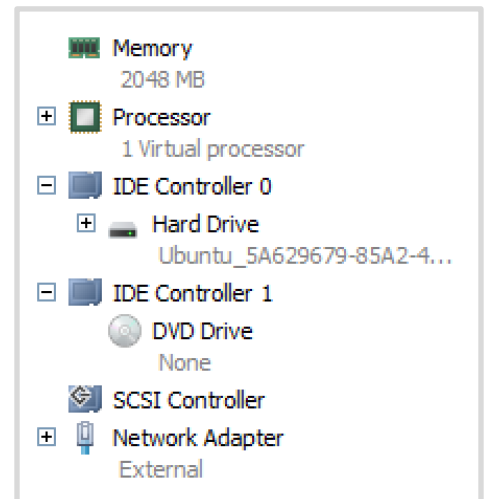 Memory
2048 MB
Processor
1 Virtual processor
IDE Controller 0
Hard Drive
Ubuntu_5A629679-85A2-4...
IDE Controller 1
DVD Drive
None
SCSI Controller
Network Adapter
External